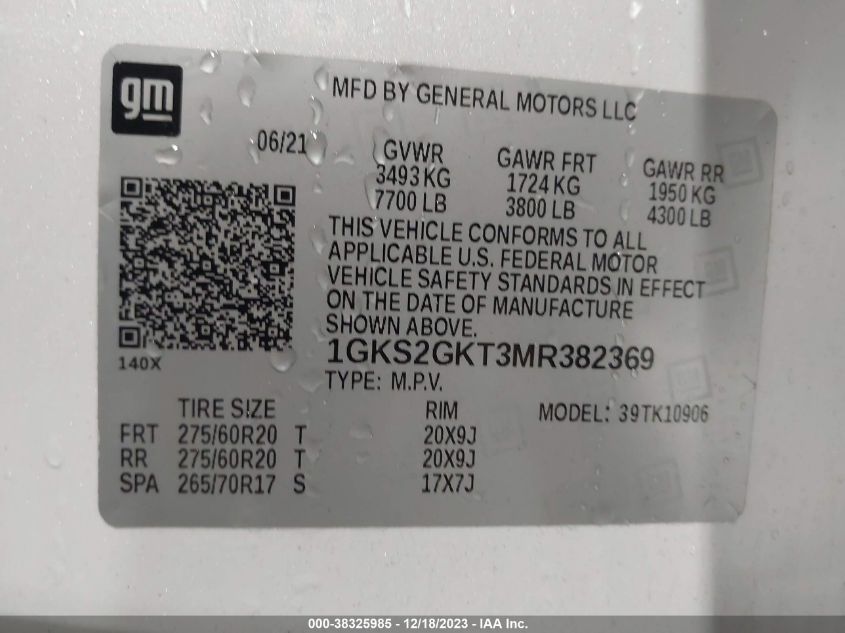 gm
MFD BY GENERAL MOTORS LLC
06/21
GVWR
3493 KG
7700 LB
GAWR FRT
1724 KG
3800 LB
GAWR RR
1950 KG
4300 LB
THIS VEHICLE CONFORMS TO ALL
APPLICABLE U.S. FEDERAL MOTOR
VEHICLE SAFETY STANDARDS IN EFFECT
ON THE DATE OF MANUFACTURE
SHOWN ABOVE.
140X
1GKS2GKT3MR382369
TYPE: M.P.V.
TIRE SIZE RIM MODEL: 39TK10906
FRT 275/60R20 T 20X9J
RR 275/60R20 T 20X9J
SPA 265/70R17 S 17X7J
000-38325985 - 12/18/2023 - IAA Inc.